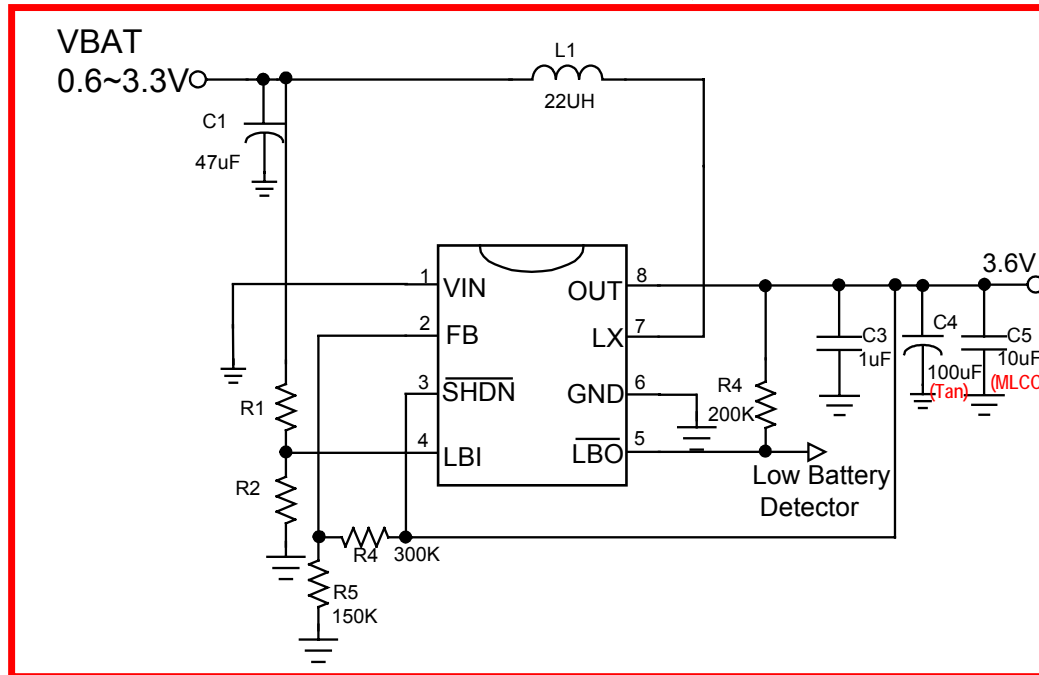 VBAT
0.6~3.3V
L1
22UH
C1
47uF
1
VIN
2
FB
3
SHDN
4
LBI
OUT
8
LX
7
GND
6
LBO
5
3.6V
C3
1uF
C4
100uF
(Tan)
C5
10uF
(MLCC
R4
200K
Low Battery
Detector
R1
R2
R4
300K
R5
150K